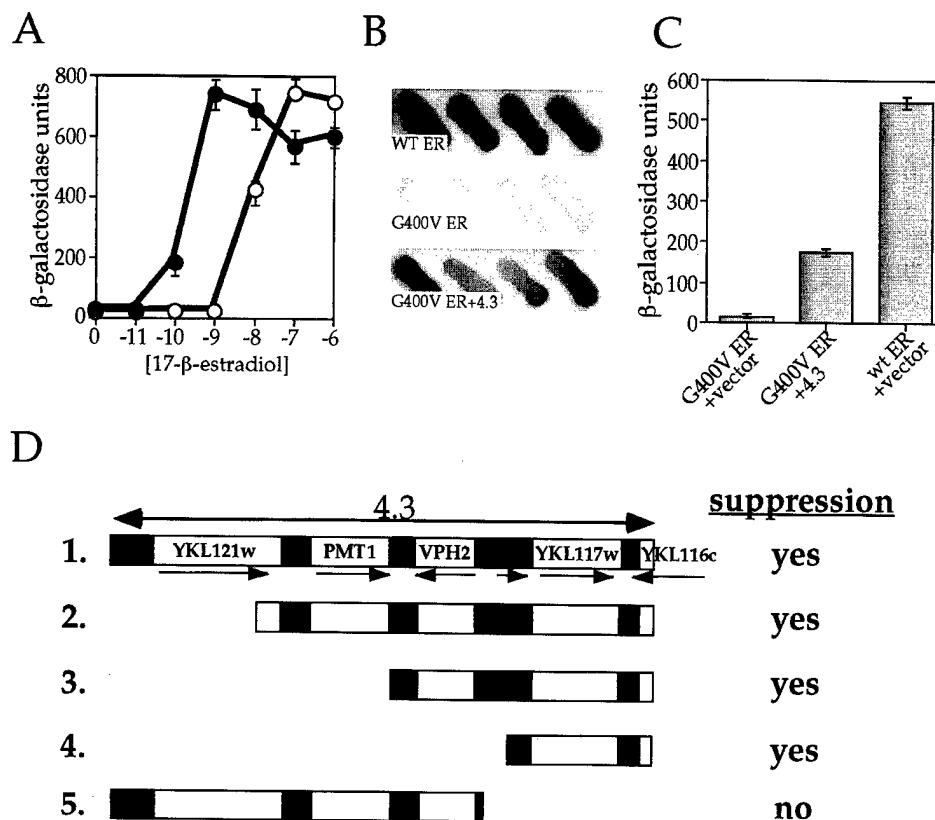 A
β-galactosidase units
800
600
400
200
0
0 -11 -10 -9 -8 -7 -6
[17-β-estradiol]
B
WT ER
G400V ER
G400V ER+4.3
C
β-galactosidase units
600
500
400
300
200
100
0
G400V ER
+vector
G400V ER
+4.3
wt ER
+vector
D
4.3
suppression
1. YKL121w PMT1 VPH2 YKL117w YKL116c yes
2. yes
3. yes
4. yes
5. no